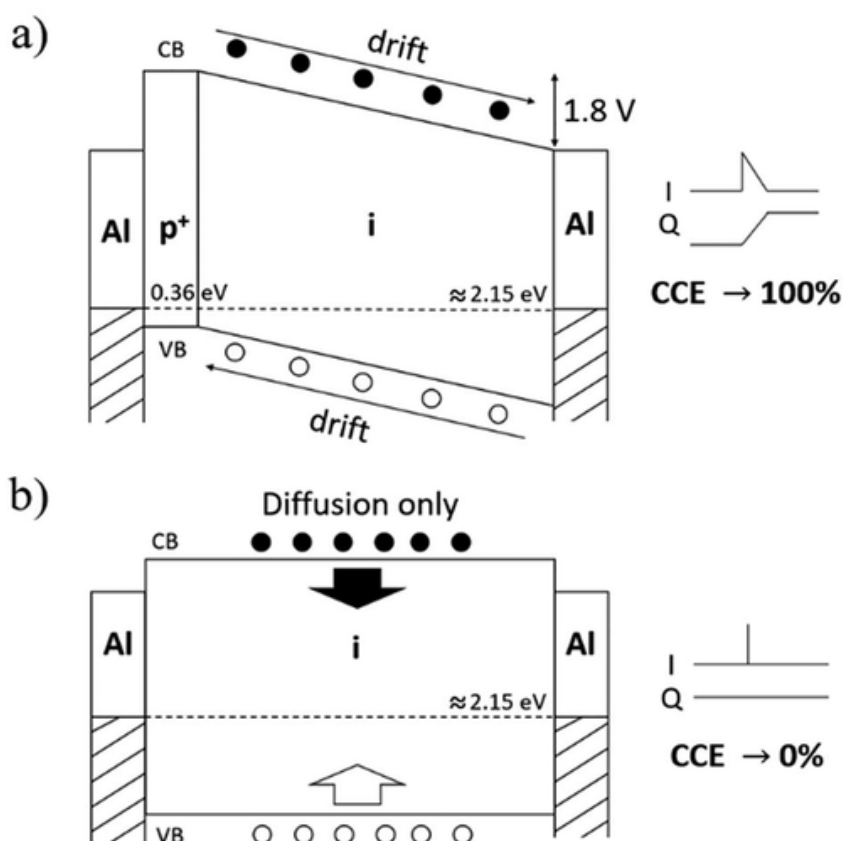 a)
CB
drift
1.8 V
Al
p⁺
i
Al
I
Q
0.36 eV
≈2.15 eV
CCE → 100%
VB
drift
b)
Diffusion only
CB
Al
i
Al
I
Q
≈2.15 eV
CCE → 0%
VB